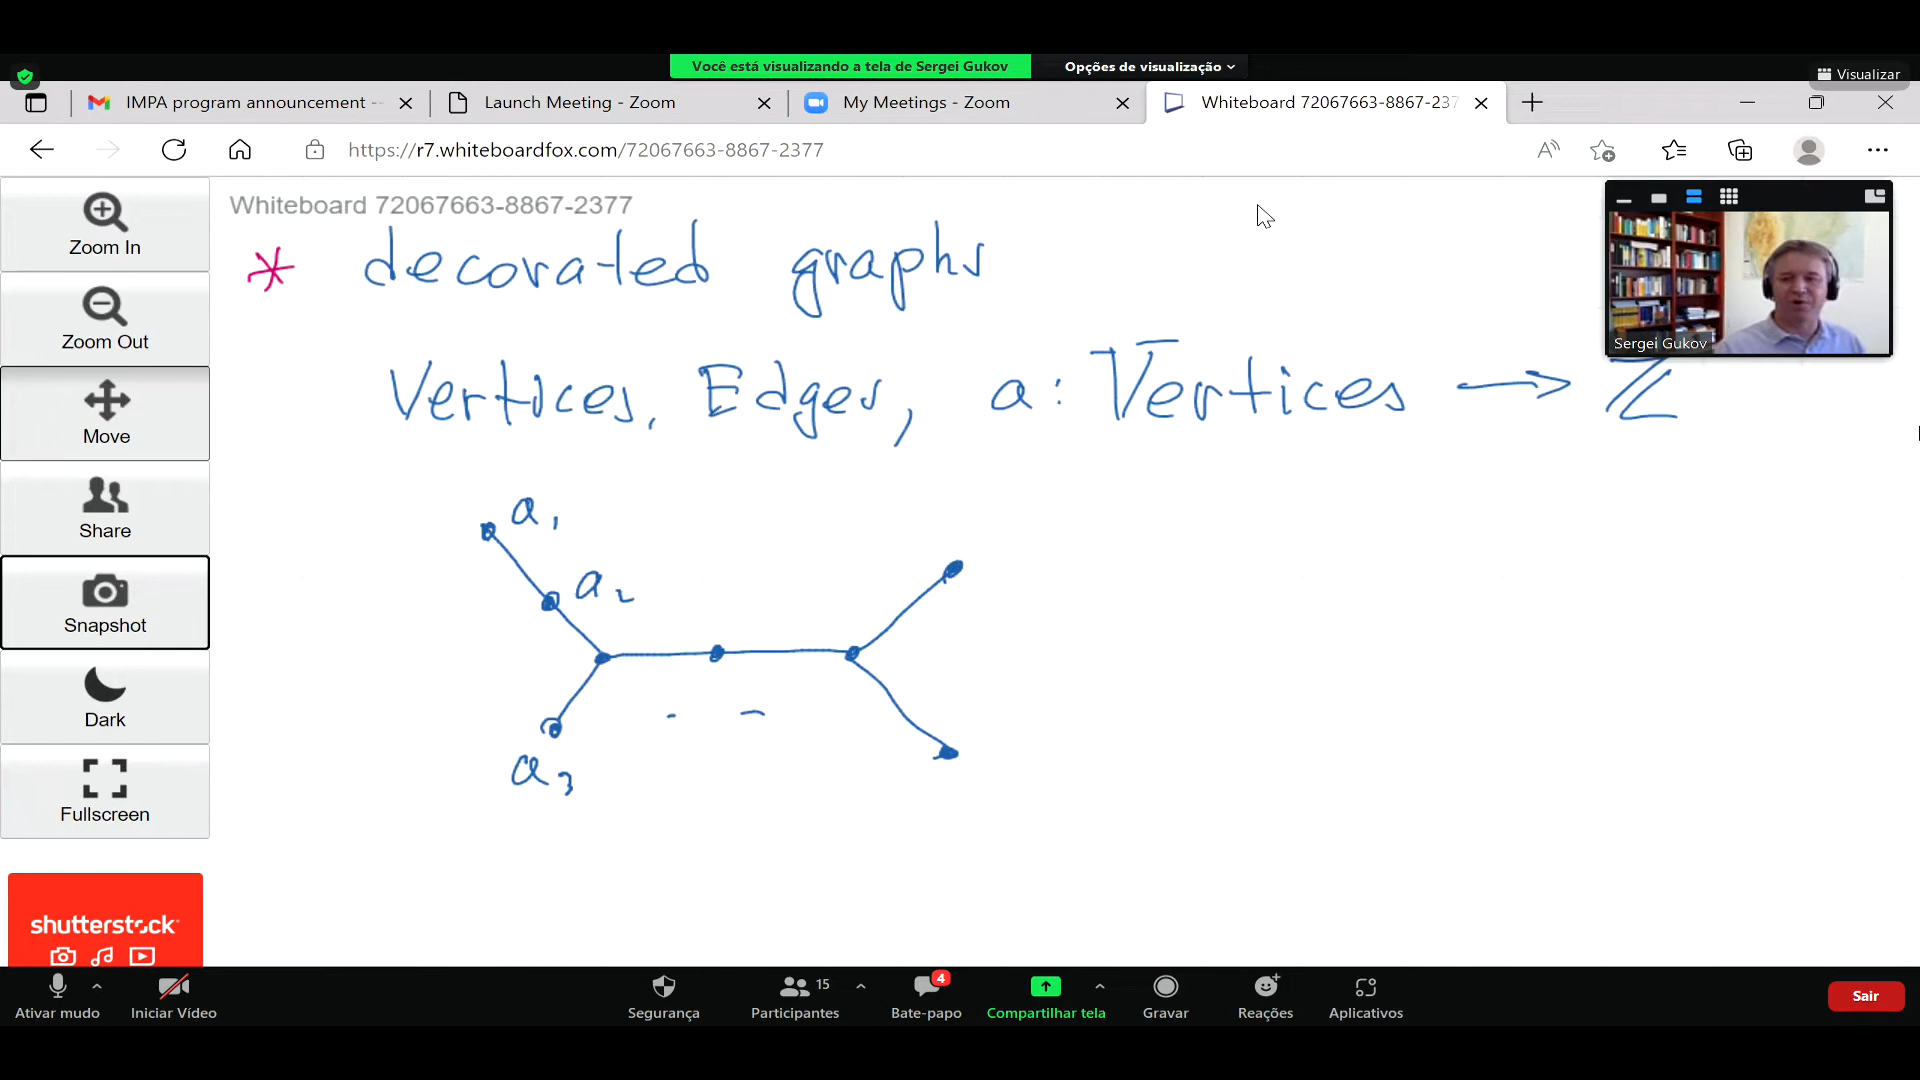 Você está visualizando a tela de Sergei Gukov
Opções de visualização
Visualizar
IMPA program announcement -
Launch Meeting - Zoom
My Meetings - Zoom
Whiteboard 72067663-8867-237
https://r7.whiteboardfox.com/72067663-8867-2377
Whiteboard 72067663-8867-2377
Zoom In
Zoom Out
Move
Share
Snapshot
Dark
Fullscreen
shutterstock
* decorated graphs
Vertices, Edges, a: Vertices → ℤ
a₁
a₂
a₃
Sergei Gukov
Ativar mudo
Iniciar Vídeo
Segurança
15
Participantes
4
Bate-papo
Compartilhar tela
Gravar
Reações
Aplicativos
Sair